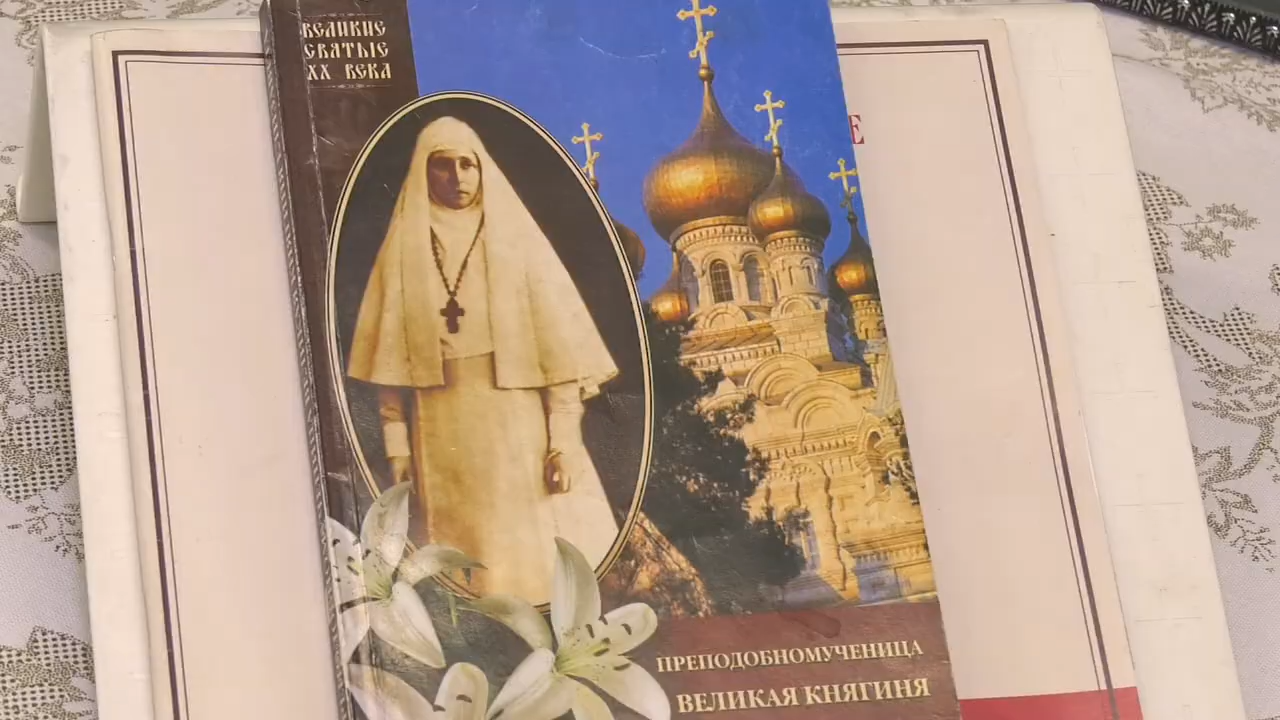 ВЕЛИКИЕ
СВЯТЫЕ
XX ВЕКА
Е
ПРЕПОДОБНОМУЧЕНИЦА
ВЕЛИКАЯ КНЯГИНЯ